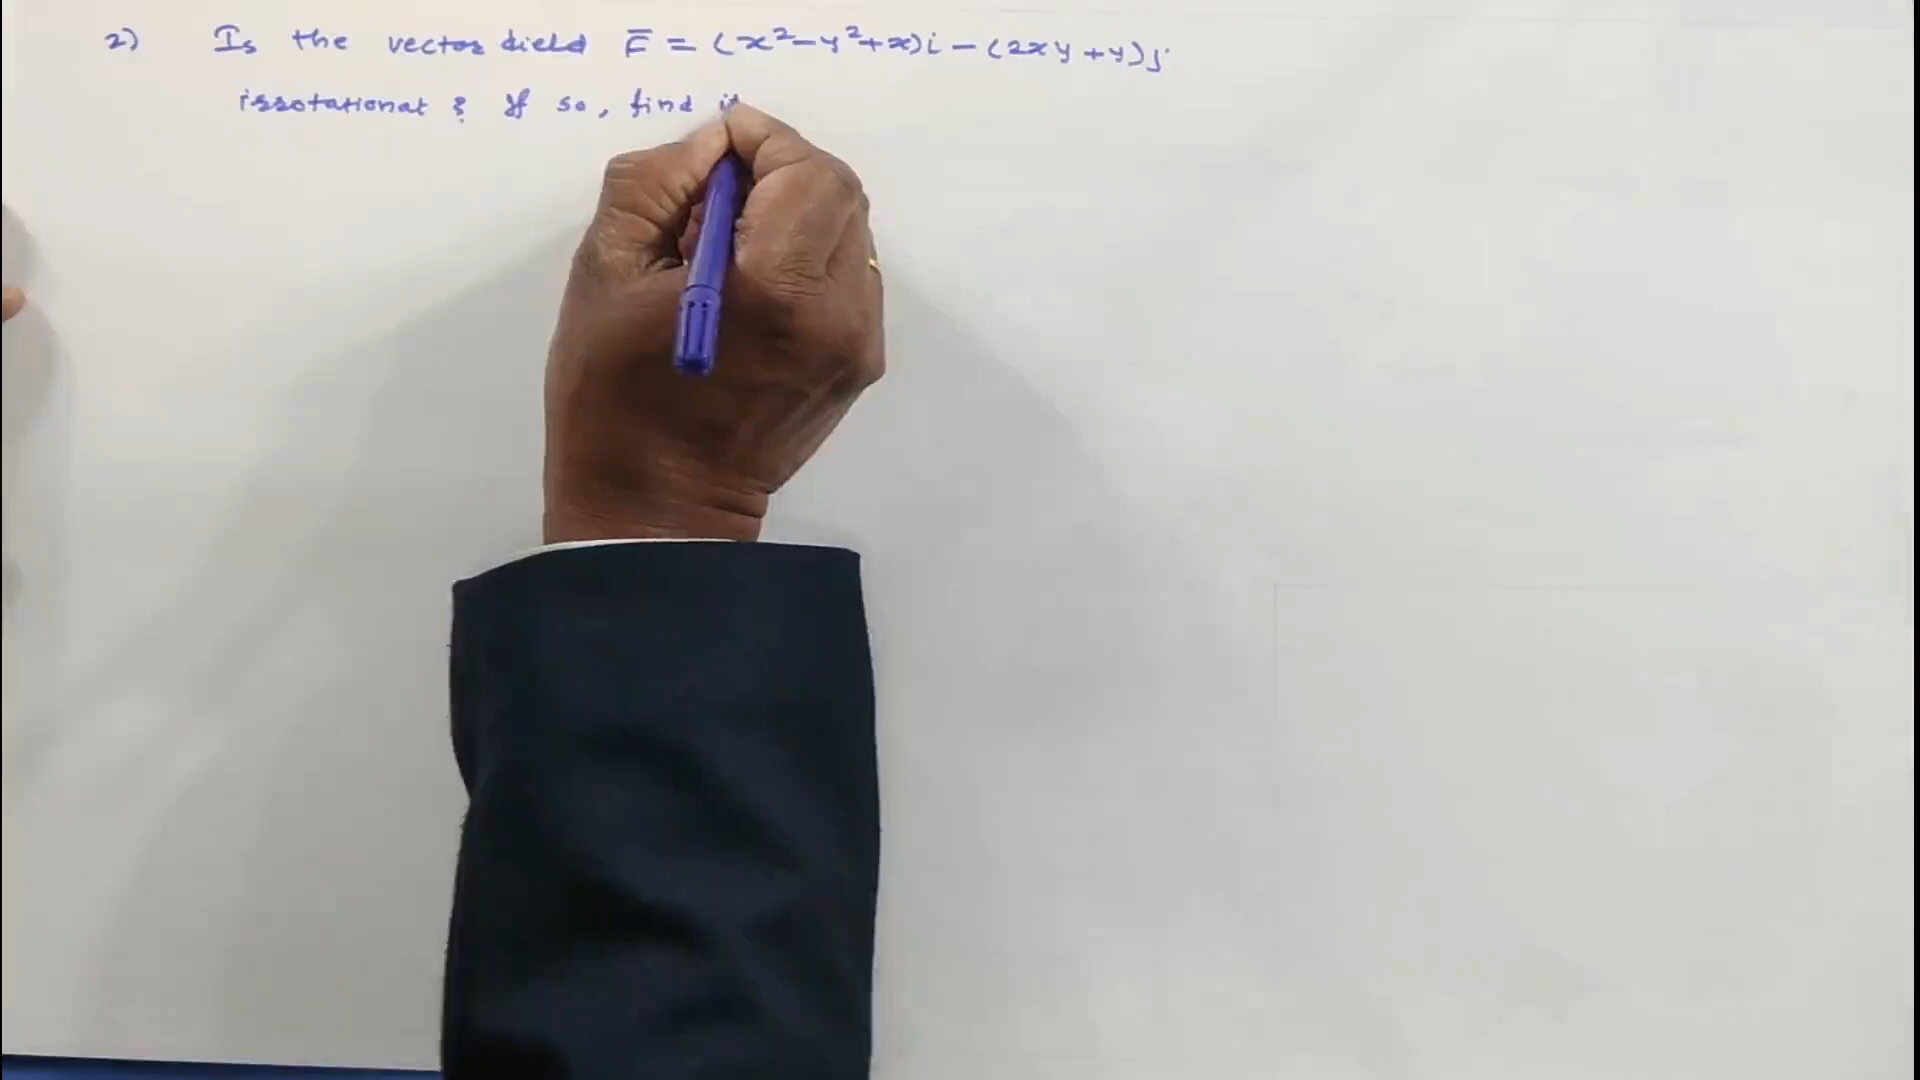 2) Is the vector field F̅ = (x²-y²+x)i - (2xy+y)j
irrotational ? If so, find